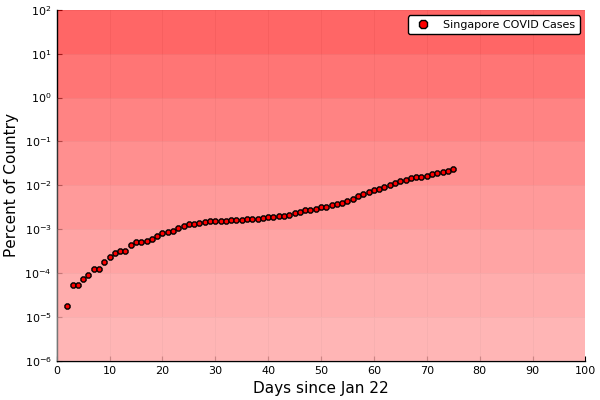 Singapore COVID Cases
Percent of Country
10²
10¹
10⁰
10⁻¹
10⁻²
10⁻³
10⁻⁴
10⁻⁵
10⁻⁶
0 10 20 30 40 50 60 70 80 90 100
Days since Jan 22